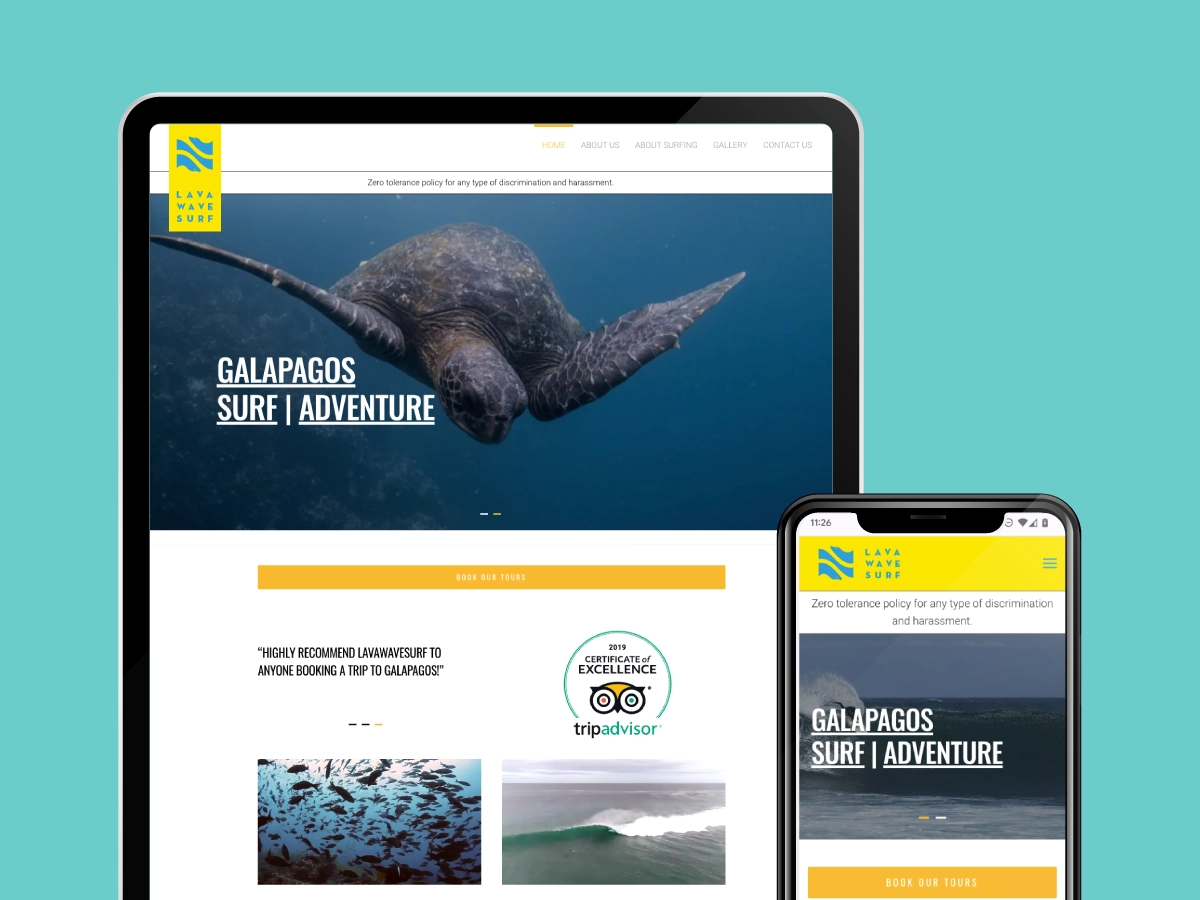 LAVA
WAVE
SURF
HOME ABOUT US ABOUT SURFING GALLERY CONTACT US
Zero tolerance policy for any type of discrimination and harassment.
GALAPAGOS
SURF | ADVENTURE
BOOK OUR TOURS
“HIGHLY RECOMMEND LAVAWAVESURF TO
ANYONE BOOKING A TRIP TO GALAPAGOS!”
2019
CERTIFICATE of
EXCELLENCE
tripadvisor®
11:26
LAVA
WAVE
SURF
Zero tolerance policy for any type of discrimination
and harassment.
GALAPAGOS
SURF | ADVENTURE
BOOK OUR TOURS